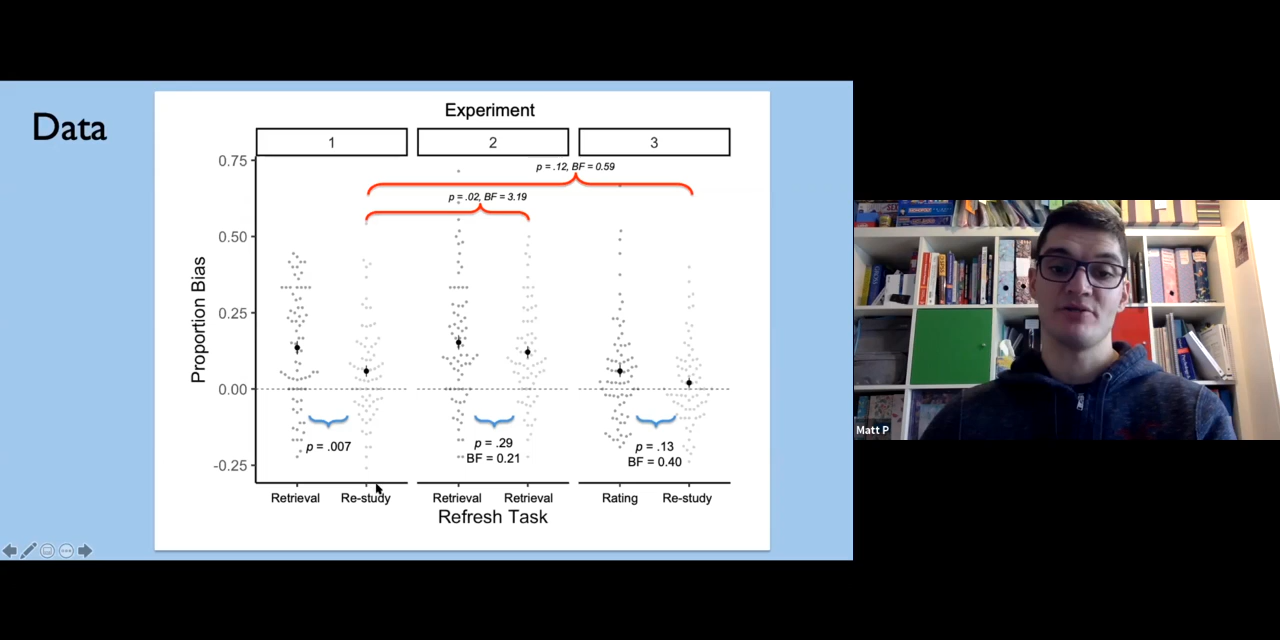 Data
Experiment
1
2
3
p = .12, BF = 0.59
p = .02, BF = 3.19
0.75
0.50
0.25
0.00
-0.25
Proportion Bias
p = .007
p = .29
BF = 0.21
p = .13
BF = 0.40
Retrieval Re-study Retrieval Retrieval Rating Re-study
Refresh Task
Matt P